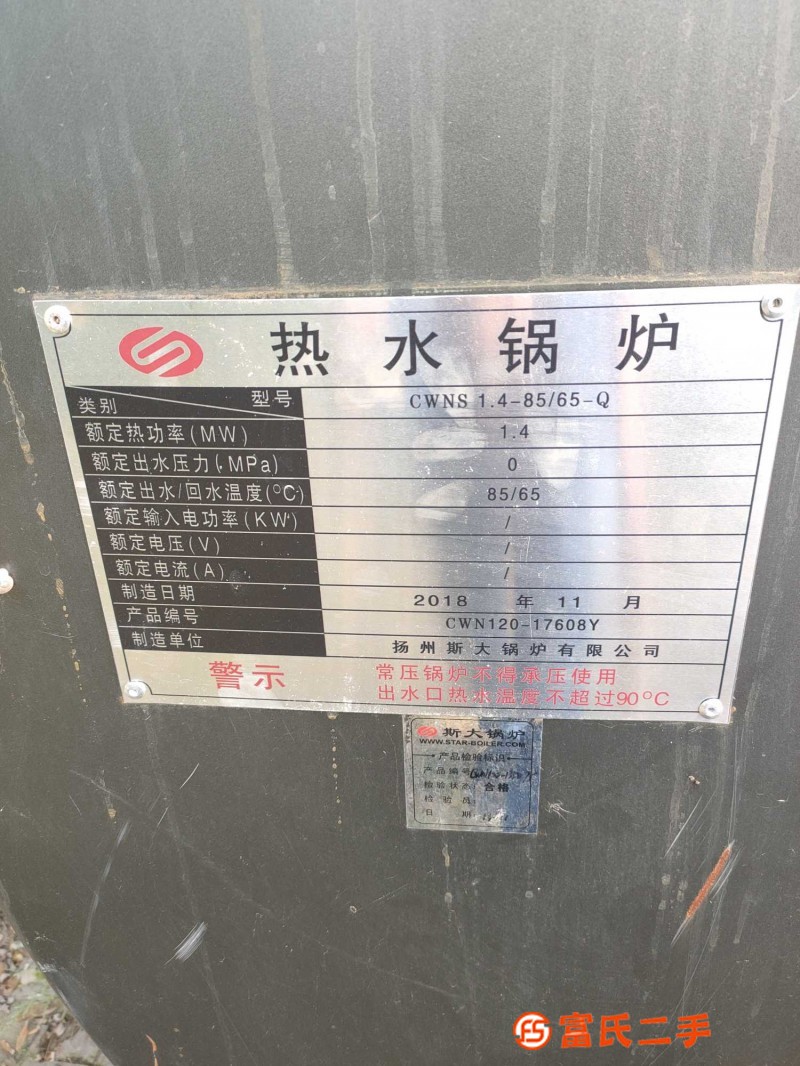 热水锅炉
类别 型号 CWNS 1.4-85/65-Q
额定热功率(MW) 1.4
额定出水压力(MPa) 0
额定出水/回水温度(°C) 85/65
额定输入电功率(KW) /
额定电压(V) /
额定电流(A) /
制造日期 2018 年 11 月
产品编号 CWN120-17608Y
制造单位 扬州斯大锅炉有限公司
警示 常压锅炉不得承压使用
出水口热水温度不超过90°C
斯大锅炉
WWW.STAR-BOILER.COM
产品检验标识
产品编号
检验状态 合格
检验员
日期
富氏二手